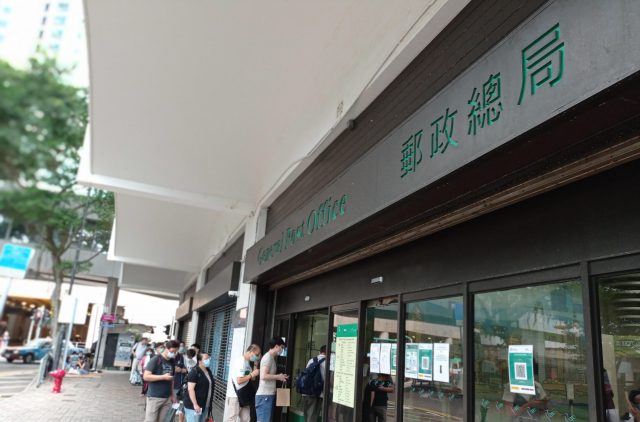 General Post Office
郵政總局